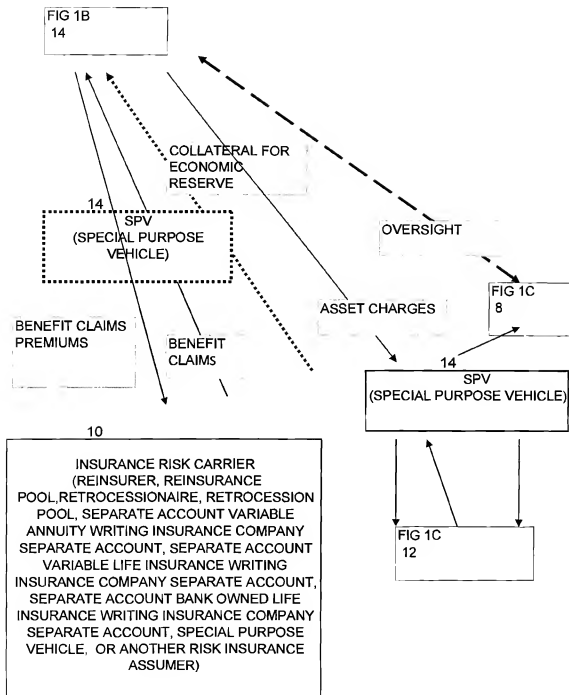 FIG 1B
14
COLLATERAL FOR
ECONOMIC
RESERVE
14
SPV
(SPECIAL PURPOSE
VEHICLE)
OVERSIGHT
FIG 1C
8
ASSET CHARGES
BENEFIT CLAIMS
PREMIUMS
BENEFIT
CLAIMS
14
SPV
(SPECIAL PURPOSE VEHICLE)
10
INSURANCE RISK CARRIER
(REINSURER, REINSURANCE
POOL,RETROCESSIONAIRE, RETROCESSION
POOL, SEPARATE ACCOUNT VARIABLE
ANNUITY WRITING INSURANCE COMPANY
SEPARATE ACCOUNT, SEPARATE ACCOUNT
VARIABLE LIFE INSURANCE WRITING
INSURANCE COMPANY SEPARATE ACCOUNT,
SEPARATE ACCOUNT BANK OWNED LIFE
INSURANCE WRITING INSURANCE COMPANY
SEPARATE ACCOUNT, SPECIAL PURPOSE
VEHICLE, OR ANOTHER RISK INSURANCE
ASSUMER)
FIG 1C
12